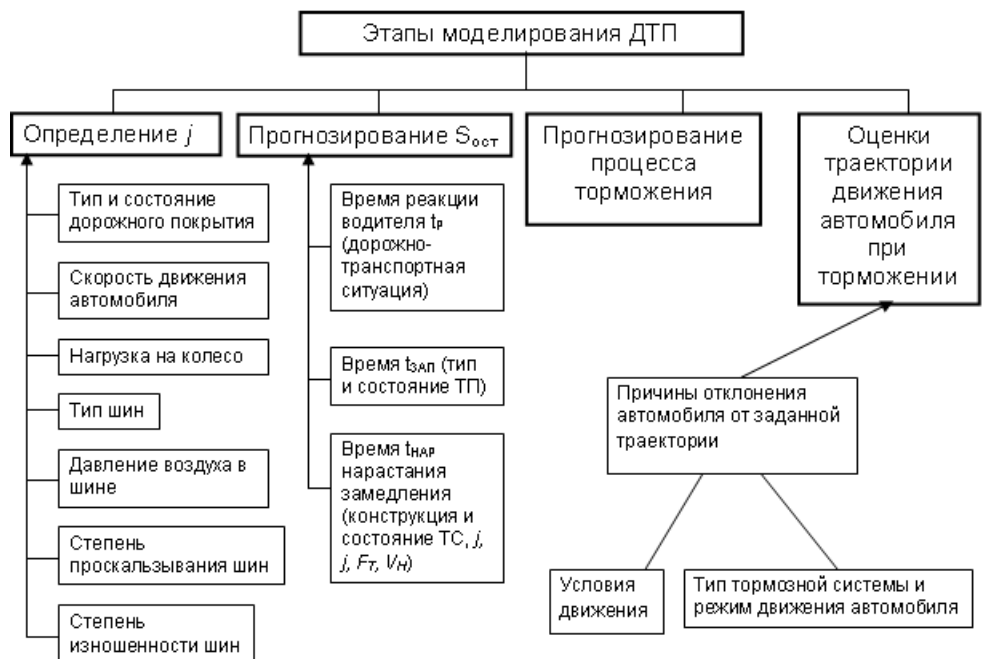 Этапы моделирования ДТП
Определение j
Тип и состояние
дорожного покрытия
Скорость движения
автомобиля
Нагрузка на колесо
Тип шин
Давление воздуха в
шине
Степень
проскальзывания шин
Степень
изношенности шин
Прогнозирование Sост
Время реакции
водителя tР
(дорожно-
транспортная
ситуация)
Время tЗАП (тип
и состояние ТП)
Время tНАР
нарастания
замедления
(конструкция и
состояние ТС, j,
j, FТ, VН)
Прогнозирование
процесса
торможения
Оценки
траектории
движения
автомобиля
при
торможении
Причины отклонения
автомобиля от заданной
траектории
Условия
движения
Тип тормозной системы и
режим движения автомобиля